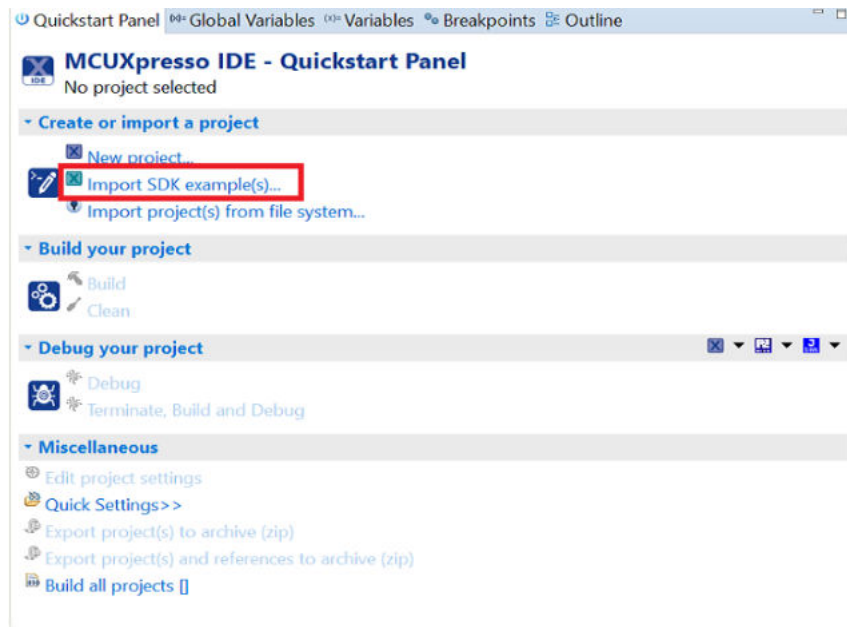 Quickstart Panel (x)= Global Variables (x)= Variables Breakpoints Outline
IDE
MCUXpresso IDE - Quickstart Panel
No project selected
Create or import a project
New project...
Import SDK example(s)...
Import project(s) from file system...
Build your project
Build
Clean
Debug your project
Debug
Terminate, Build and Debug
Miscellaneous
Edit project settings
Quick Settings>>
Export project(s) to archive (zip)
Export project(s) and references to archive (zip)
Build all projects []